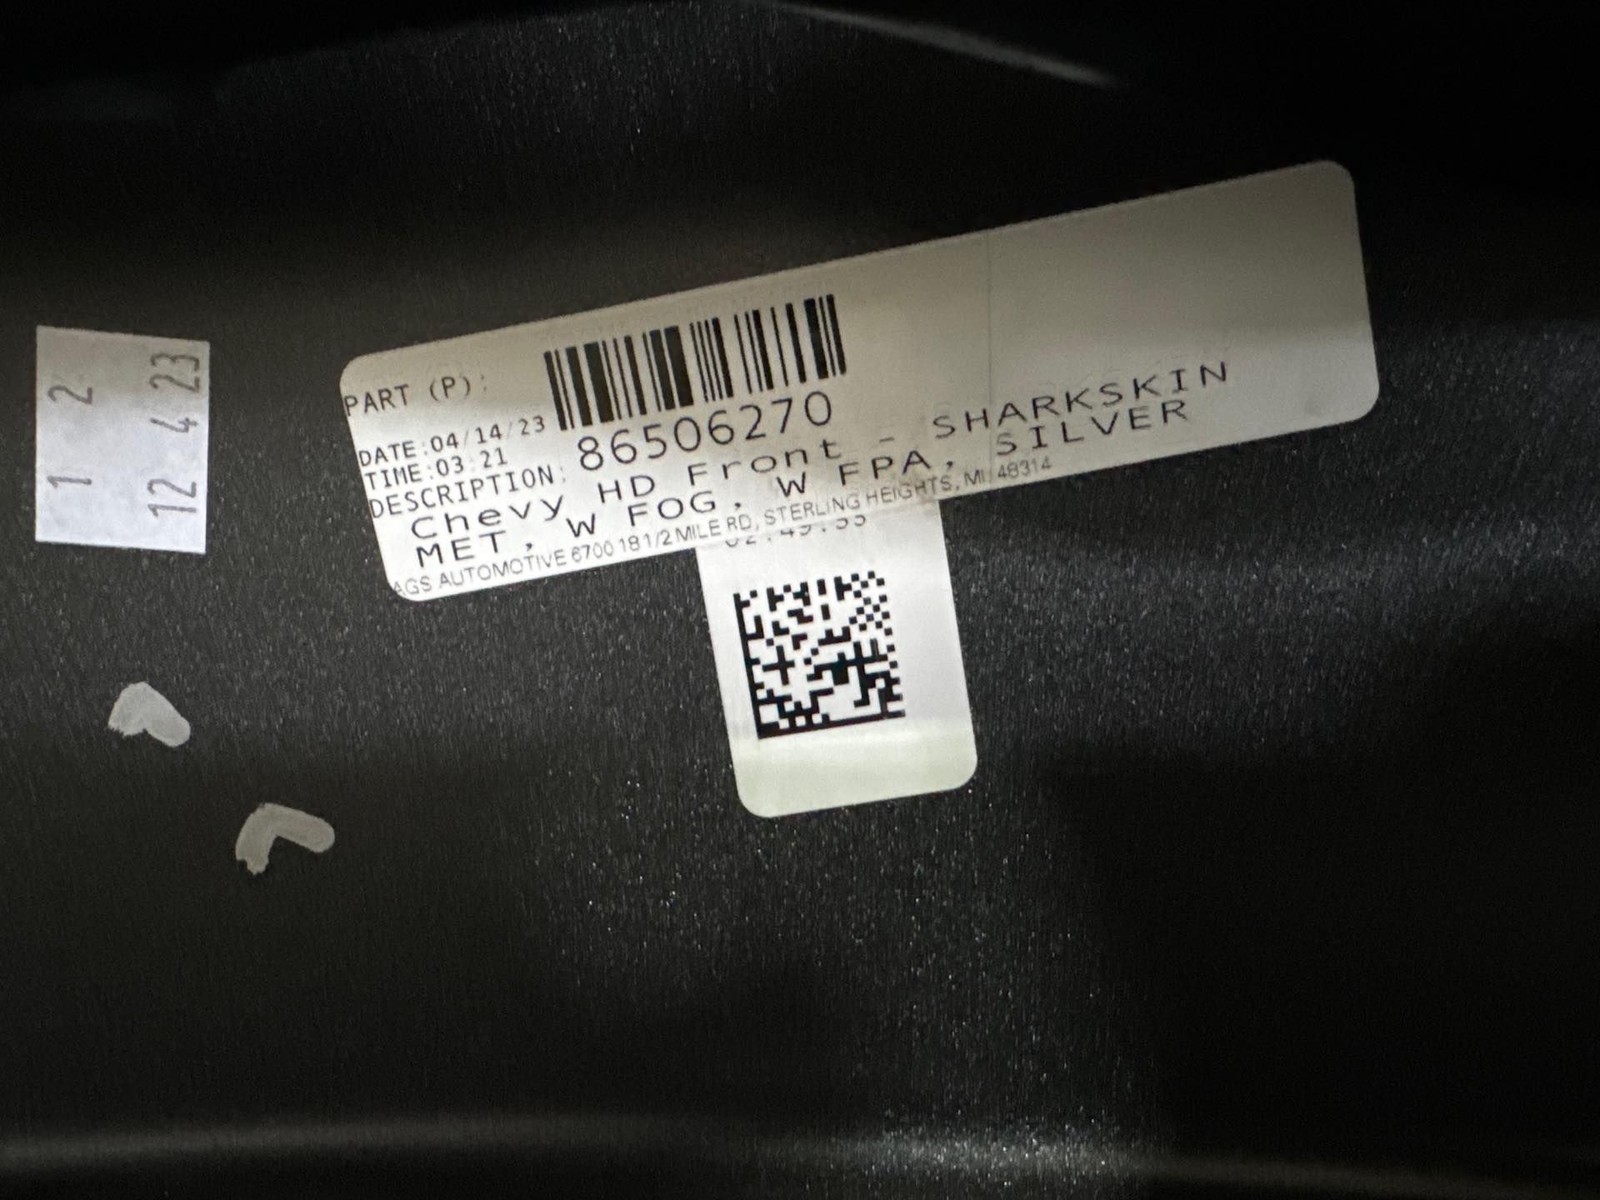 1 2
12 4 23
PART (P):
DATE:04/14/23
TIME:03:21
86506270
DESCRIPTION:
Chevy HD Front - SHARKSKIN
MET, W FOG, W FPA, SILVER
AGS AUTOMOTIVE 6700 18 1/2 MILE RD, STERLING HEIGHTS, MI 48314